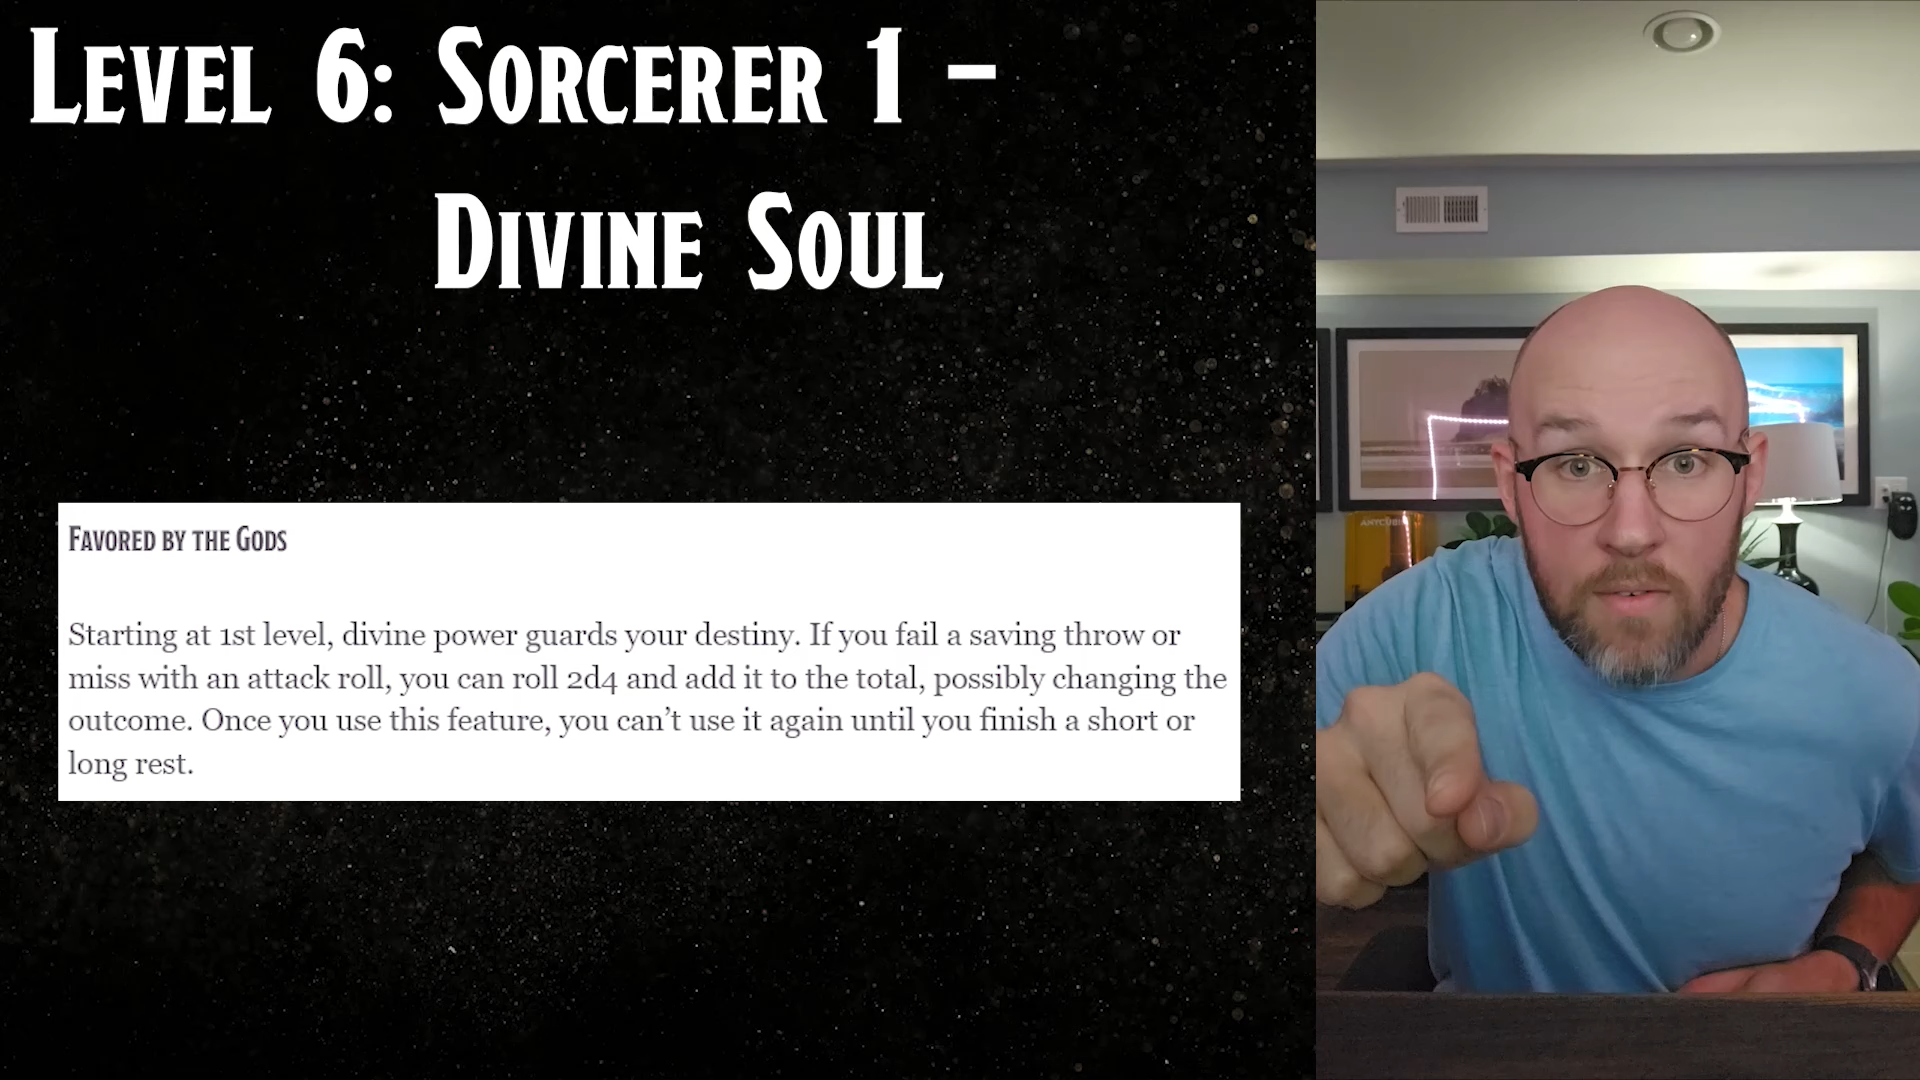 Level 6: Sorcerer 1 –
Divine Soul
Favored by the Gods
Starting at 1st level, divine power guards your destiny. If you fail a saving throw or
miss with an attack roll, you can roll 2d4 and add it to the total, possibly changing the
outcome. Once you use this feature, you can’t use it again until you finish a short or
long rest.
ANYCUBIC